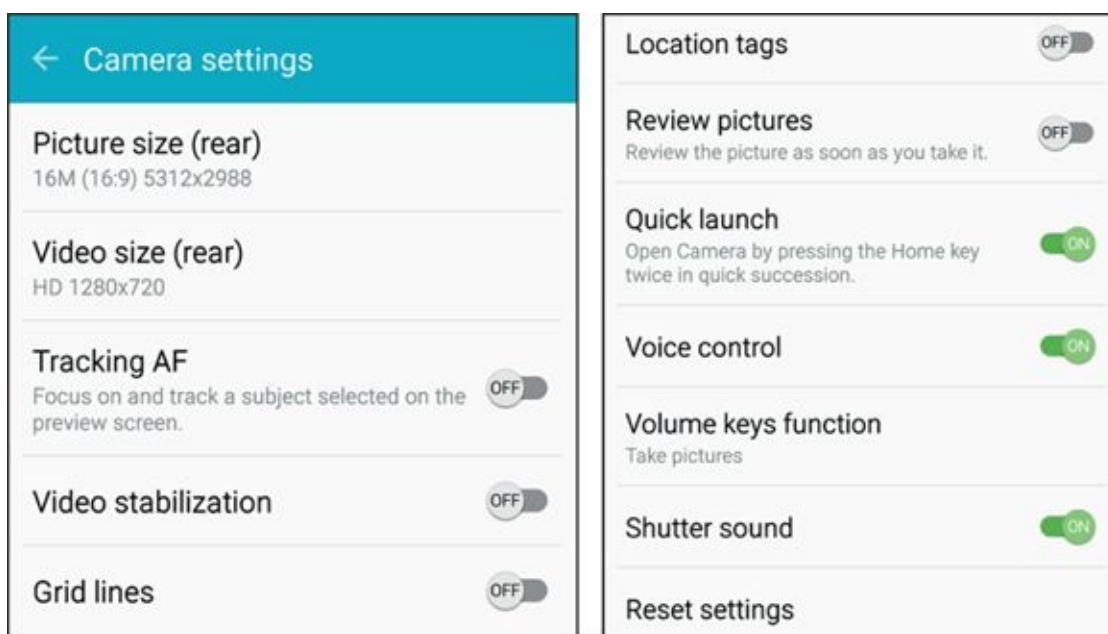 Camera settings
Picture size (rear)
16M (16:9) 5312x2988
Video size (rear)
HD 1280x720
Tracking AF
Focus on and track a subject selected on the
preview screen.
OFF
Video stabilization
OFF
Grid lines
OFF
Location tags
OFF
Review pictures
Review the picture as soon as you take it.
OFF
Quick launch
Open Camera by pressing the Home key
twice in quick succession.
ON
Voice control
ON
Volume keys function
Take pictures
Shutter sound
ON
Reset settings